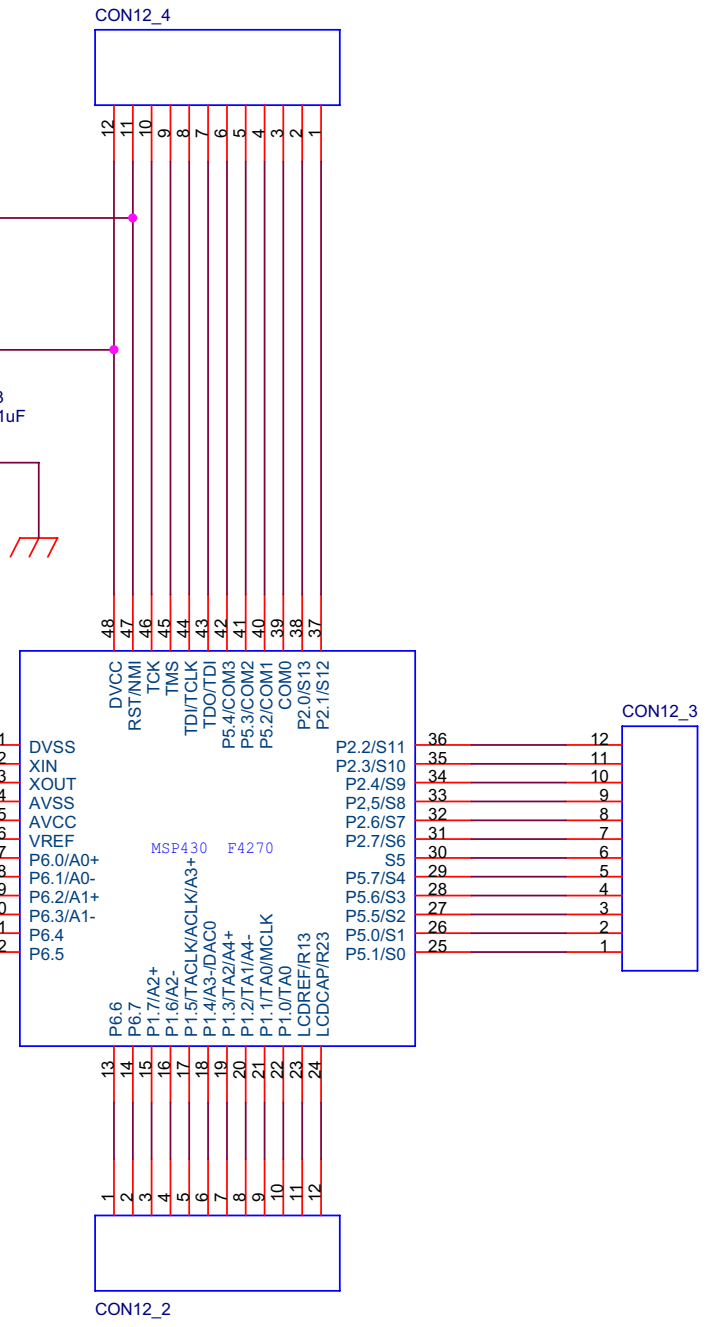 CON12_4
12 11 10 9 8 7 6 5 4 3 2 1
1uF
48 47 46 45 44 43 42 41 40 39 38 37
DVCC
RST/NMI
TCK
TMS
TDI/TCLK
TDO/TDI
P5.4/COM3
P5.3/COM2
P5.2/COM1
COM0
P2.0/S13
P2.1/S12
CON12_3
DVSS
XIN
XOUT
AVSS
AVCC
VREF
P6.0/A0+
P6.1/A0-
P6.2/A1+
P6.3/A1-
P6.4
P6.5
MSP430 F4270
P2.2/S11 36 12
P2.3/S10 35 11
P2.4/S9 34 10
P2,5/S8 33 9
P2.6/S7 32 8
P2.7/S6 31 7
S5 30 6
P5.7/S4 29 5
P5.6/S3 28 4
P5.5/S2 27 3
P5.0/S1 26 2
P5.1/S0 25 1
P6.6
P6.7
P1.7/A2+
P1.6/A2-
P1.5/TACLK/ACLK/A3+
P1.4/A3-/DAC0
P1.3/TA2/A4+
P1.2/TA1/A4-
P1.1/TA0/MCLK
P1.0/TA0
LCDREF/R13
LCDCAP/R23
13 14 15 16 17 18 19 20 21 22 23 24
1 2 3 4 5 6 7 8 9 10 11 12
CON12_2